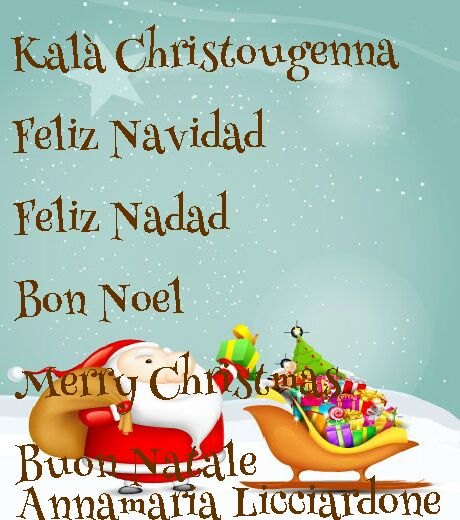 Kalà Christougenna
Feliz Navidad
Feliz Nadad
Bon Noel
Merry Christmas
Buon Natale
Annamaria Licciardone